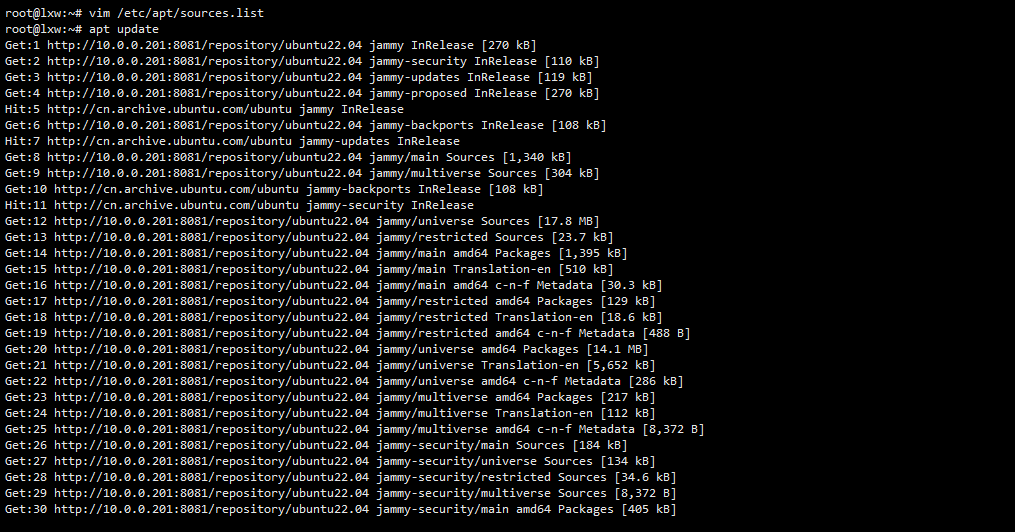 root@lxw:~# vim /etc/apt/sources.list
root@lxw:~# apt update
Get:1 http://10.0.0.201:8081/repository/ubuntu22.04 jammy InRelease [270 kB]
Get:2 http://10.0.0.201:8081/repository/ubuntu22.04 jammy-security InRelease [110 kB]
Get:3 http://10.0.0.201:8081/repository/ubuntu22.04 jammy-updates InRelease [119 kB]
Get:4 http://10.0.0.201:8081/repository/ubuntu22.04 jammy-proposed InRelease [270 kB]
Hit:5 http://cn.archive.ubuntu.com/ubuntu jammy InRelease
Get:6 http://10.0.0.201:8081/repository/ubuntu22.04 jammy-backports InRelease [108 kB]
Hit:7 http://cn.archive.ubuntu.com/ubuntu jammy-updates InRelease
Get:8 http://10.0.0.201:8081/repository/ubuntu22.04 jammy/main Sources [1,340 kB]
Get:9 http://10.0.0.201:8081/repository/ubuntu22.04 jammy/multiverse Sources [304 kB]
Get:10 http://cn.archive.ubuntu.com/ubuntu jammy-backports InRelease [108 kB]
Hit:11 http://cn.archive.ubuntu.com/ubuntu jammy-security InRelease
Get:12 http://10.0.0.201:8081/repository/ubuntu22.04 jammy/universe Sources [17.8 MB]
Get:13 http://10.0.0.201:8081/repository/ubuntu22.04 jammy/restricted Sources [23.7 kB]
Get:14 http://10.0.0.201:8081/repository/ubuntu22.04 jammy/main amd64 Packages [1,395 kB]
Get:15 http://10.0.0.201:8081/repository/ubuntu22.04 jammy/main Translation-en [510 kB]
Get:16 http://10.0.0.201:8081/repository/ubuntu22.04 jammy/main amd64 c-n-f Metadata [30.3 kB]
Get:17 http://10.0.0.201:8081/repository/ubuntu22.04 jammy/restricted amd64 Packages [129 kB]
Get:18 http://10.0.0.201:8081/repository/ubuntu22.04 jammy/restricted Translation-en [18.6 kB]
Get:19 http://10.0.0.201:8081/repository/ubuntu22.04 jammy/restricted amd64 c-n-f Metadata [488 B]
Get:20 http://10.0.0.201:8081/repository/ubuntu22.04 jammy/universe amd64 Packages [14.1 MB]
Get:21 http://10.0.0.201:8081/repository/ubuntu22.04 jammy/universe Translation-en [5,652 kB]
Get:22 http://10.0.0.201:8081/repository/ubuntu22.04 jammy/universe amd64 c-n-f Metadata [286 kB]
Get:23 http://10.0.0.201:8081/repository/ubuntu22.04 jammy/multiverse amd64 Packages [217 kB]
Get:24 http://10.0.0.201:8081/repository/ubuntu22.04 jammy/multiverse Translation-en [112 kB]
Get:25 http://10.0.0.201:8081/repository/ubuntu22.04 jammy/multiverse amd64 c-n-f Metadata [8,372 B]
Get:26 http://10.0.0.201:8081/repository/ubuntu22.04 jammy-security/main Sources [184 kB]
Get:27 http://10.0.0.201:8081/repository/ubuntu22.04 jammy-security/universe Sources [134 kB]
Get:28 http://10.0.0.201:8081/repository/ubuntu22.04 jammy-security/restricted Sources [34.6 kB]
Get:29 http://10.0.0.201:8081/repository/ubuntu22.04 jammy-security/multiverse Sources [8,372 B]
Get:30 http://10.0.0.201:8081/repository/ubuntu22.04 jammy-security/main amd64 Packages [405 kB]